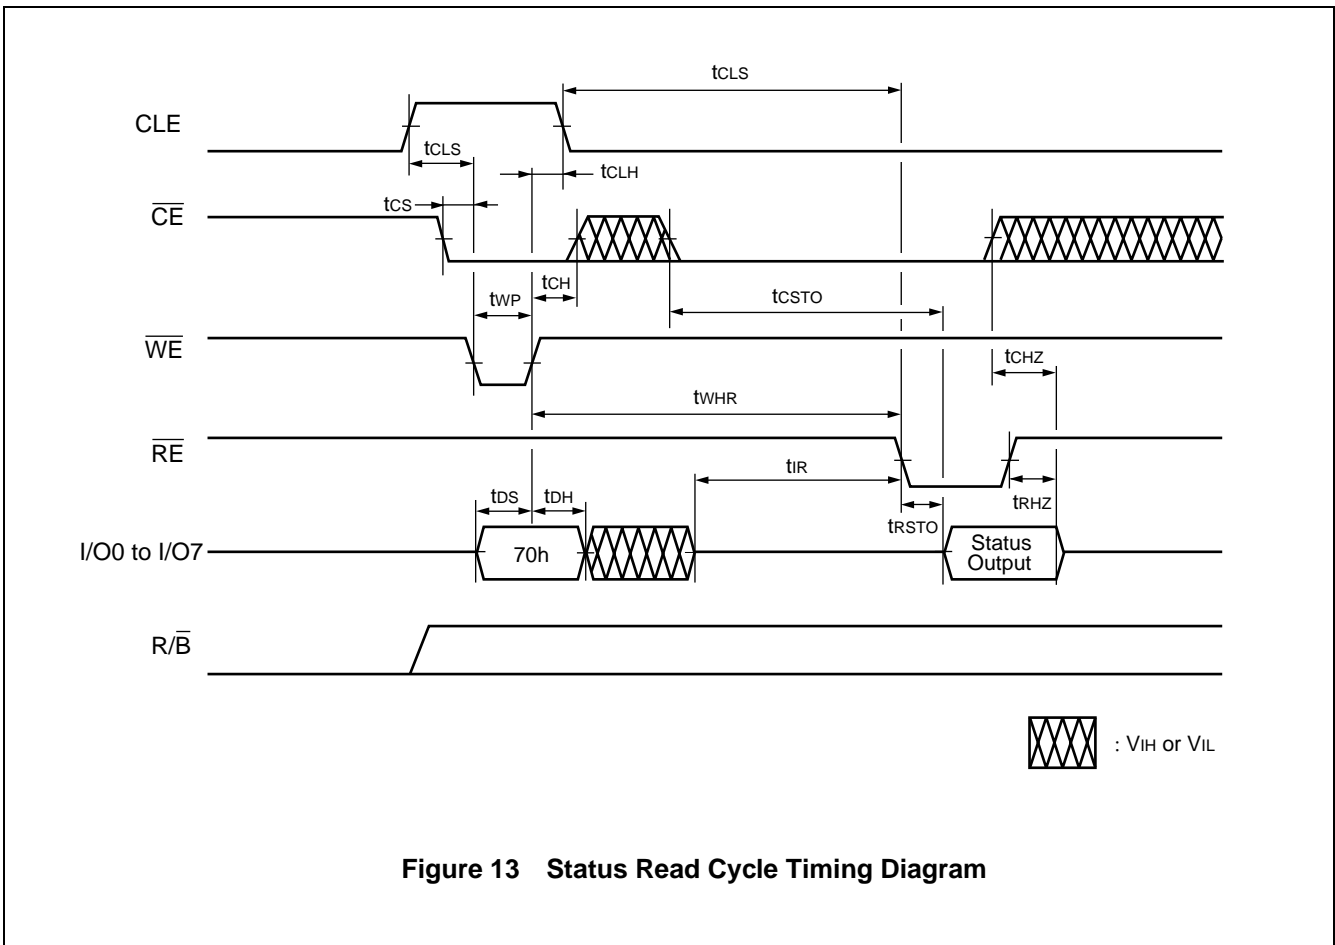 tCLS
CLE
tCLS
tCLH
tCS
CE
tCH
tWP
tCSTO
WE
tCHZ
tWHR
RE
tIR
tDS
tDH
tRHZ
tRSTO
I/O0 to I/O7
70h
Status
Output
R/B
: VIH or VIL
Figure 13 Status Read Cycle Timing Diagram